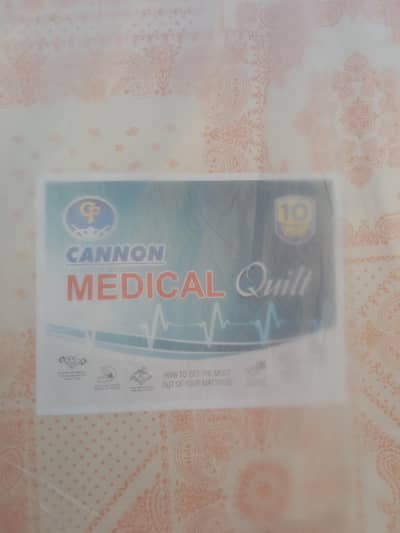 CF
10
CANNON
MEDICAL Quilt
HOW TO GET THE MOST
OUT OF YOUR MATTRESS